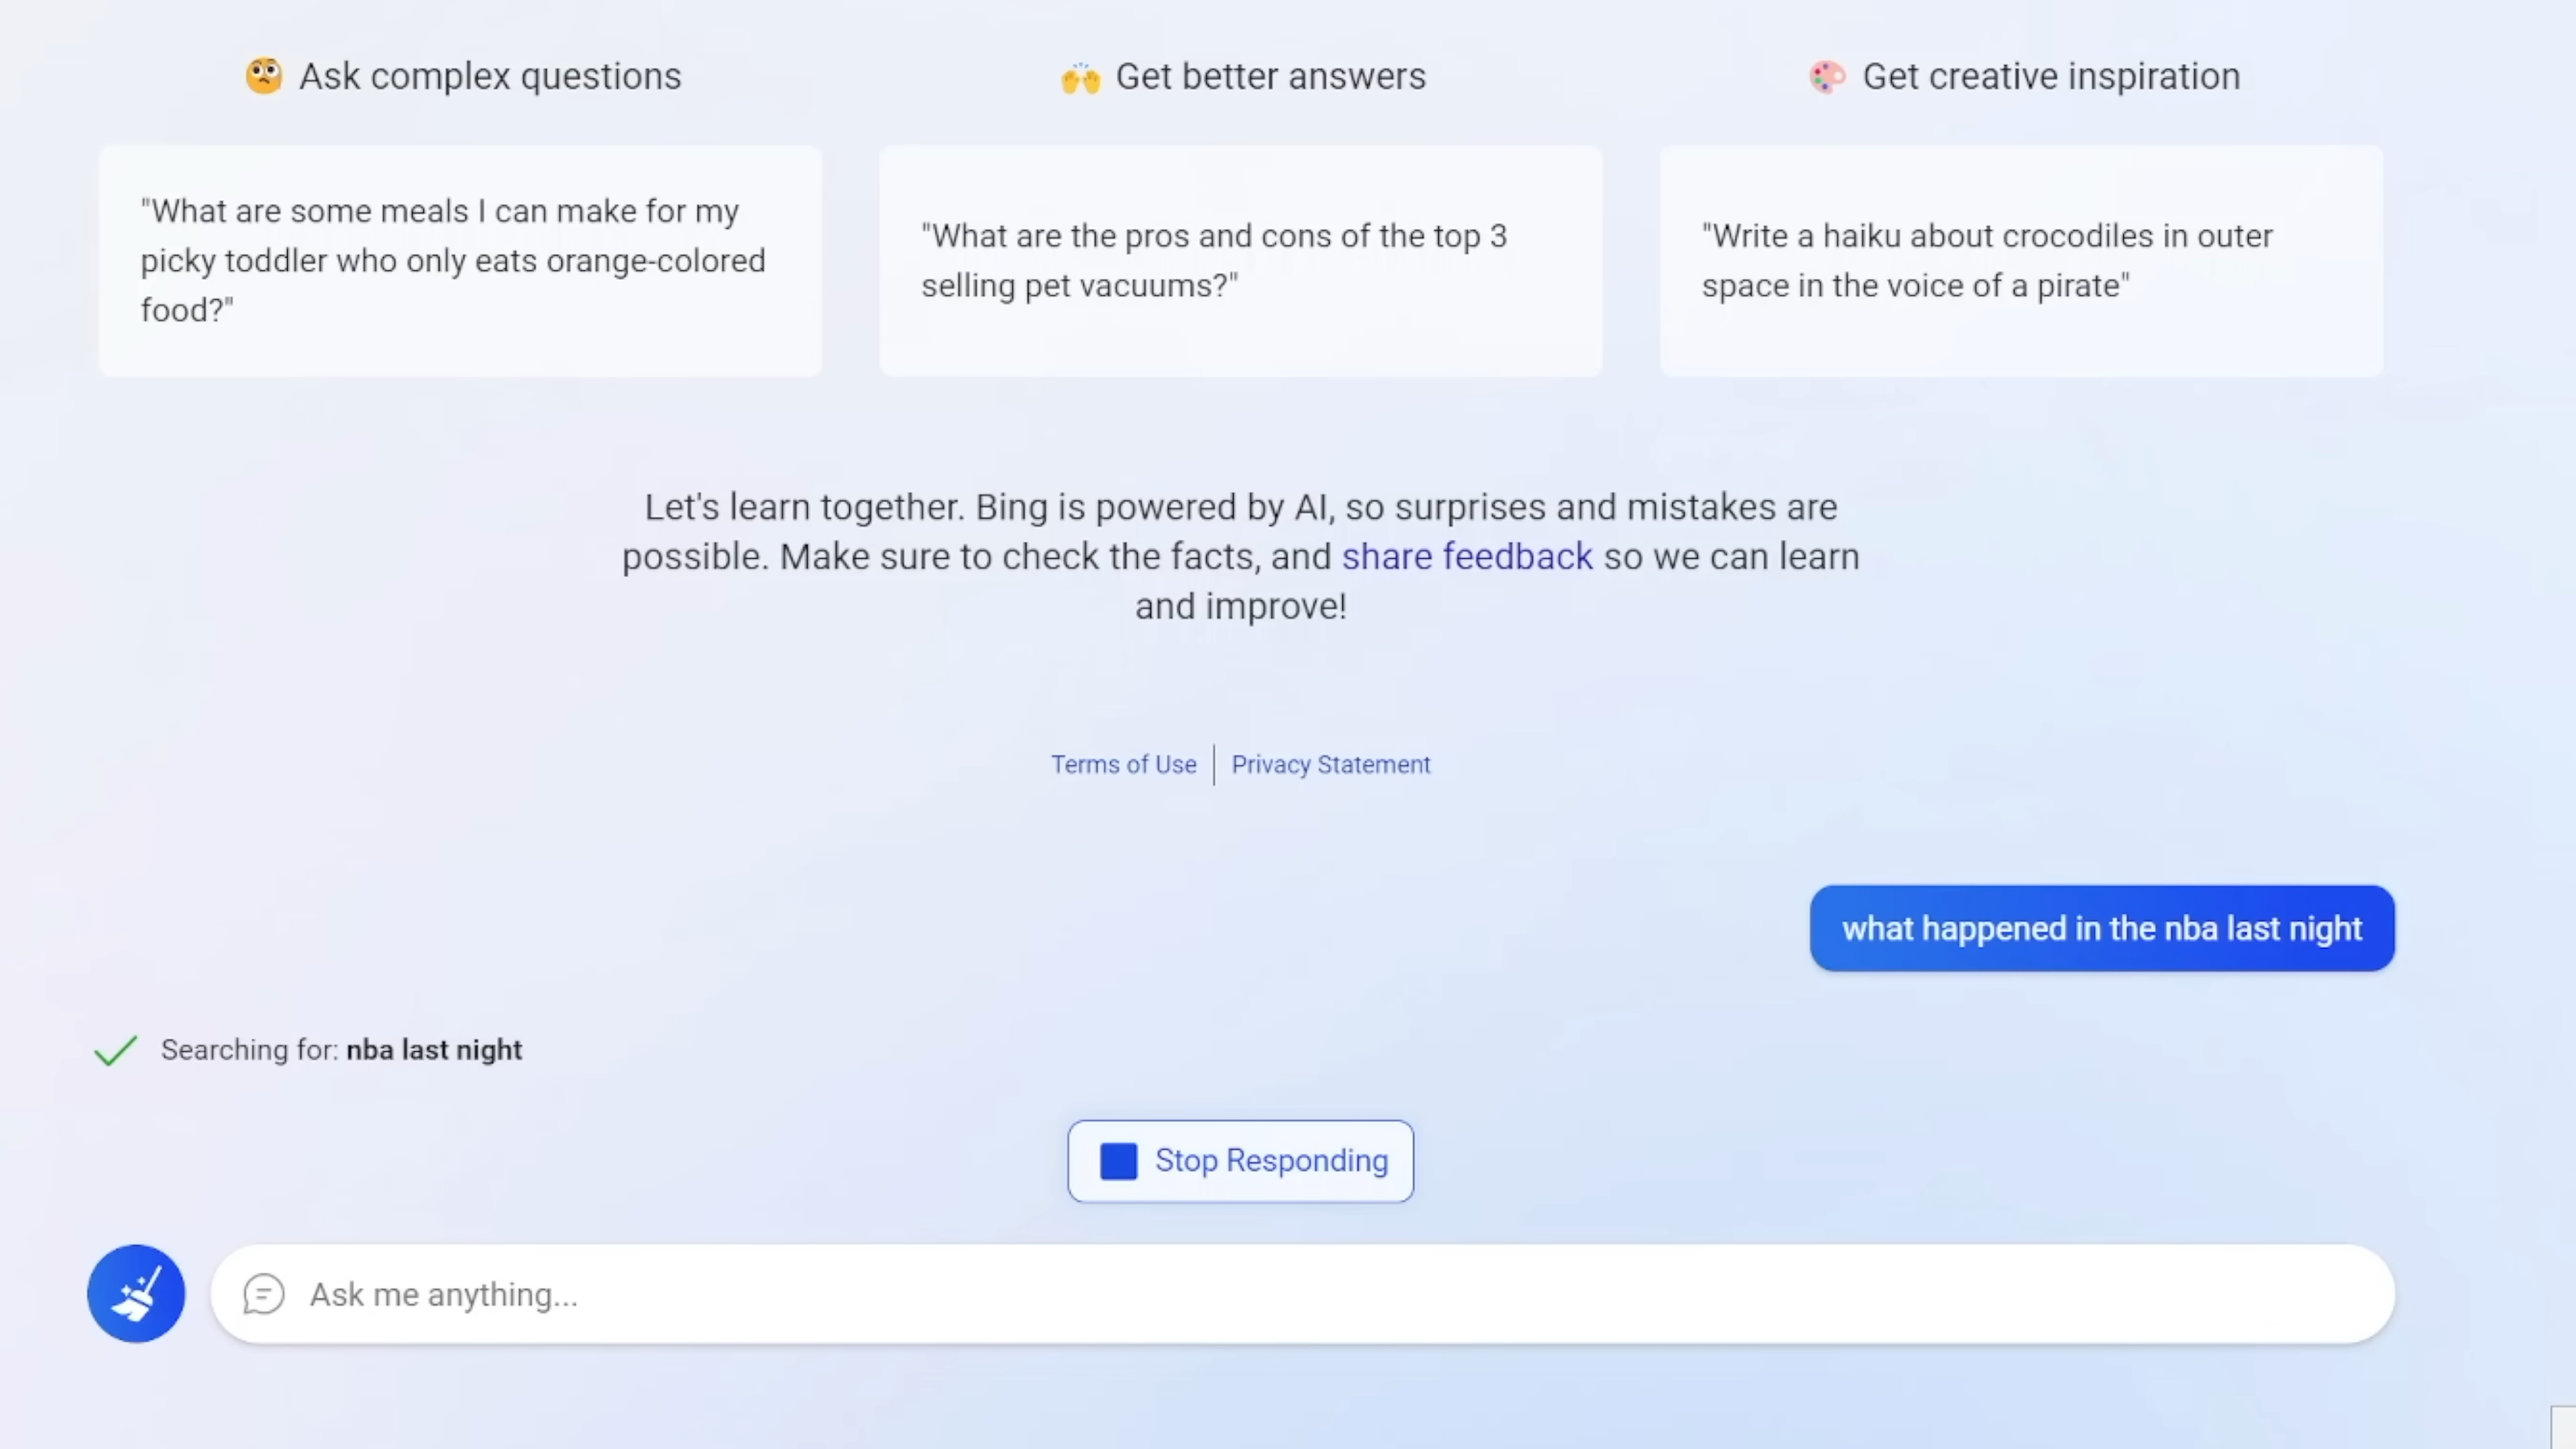 Ask complex questions
Get better answers
Get creative inspiration
"What are some meals I can make for my
picky toddler who only eats orange-colored
food?"
"What are the pros and cons of the top 3
selling pet vacuums?"
"Write a haiku about crocodiles in outer
space in the voice of a pirate"
Let's learn together. Bing is powered by AI, so surprises and mistakes are
possible. Make sure to check the facts, and share feedback so we can learn
and improve!
Terms of Use
Privacy Statement
what happened in the nba last night
Searching for: nba last night
Stop Responding
Ask me anything...